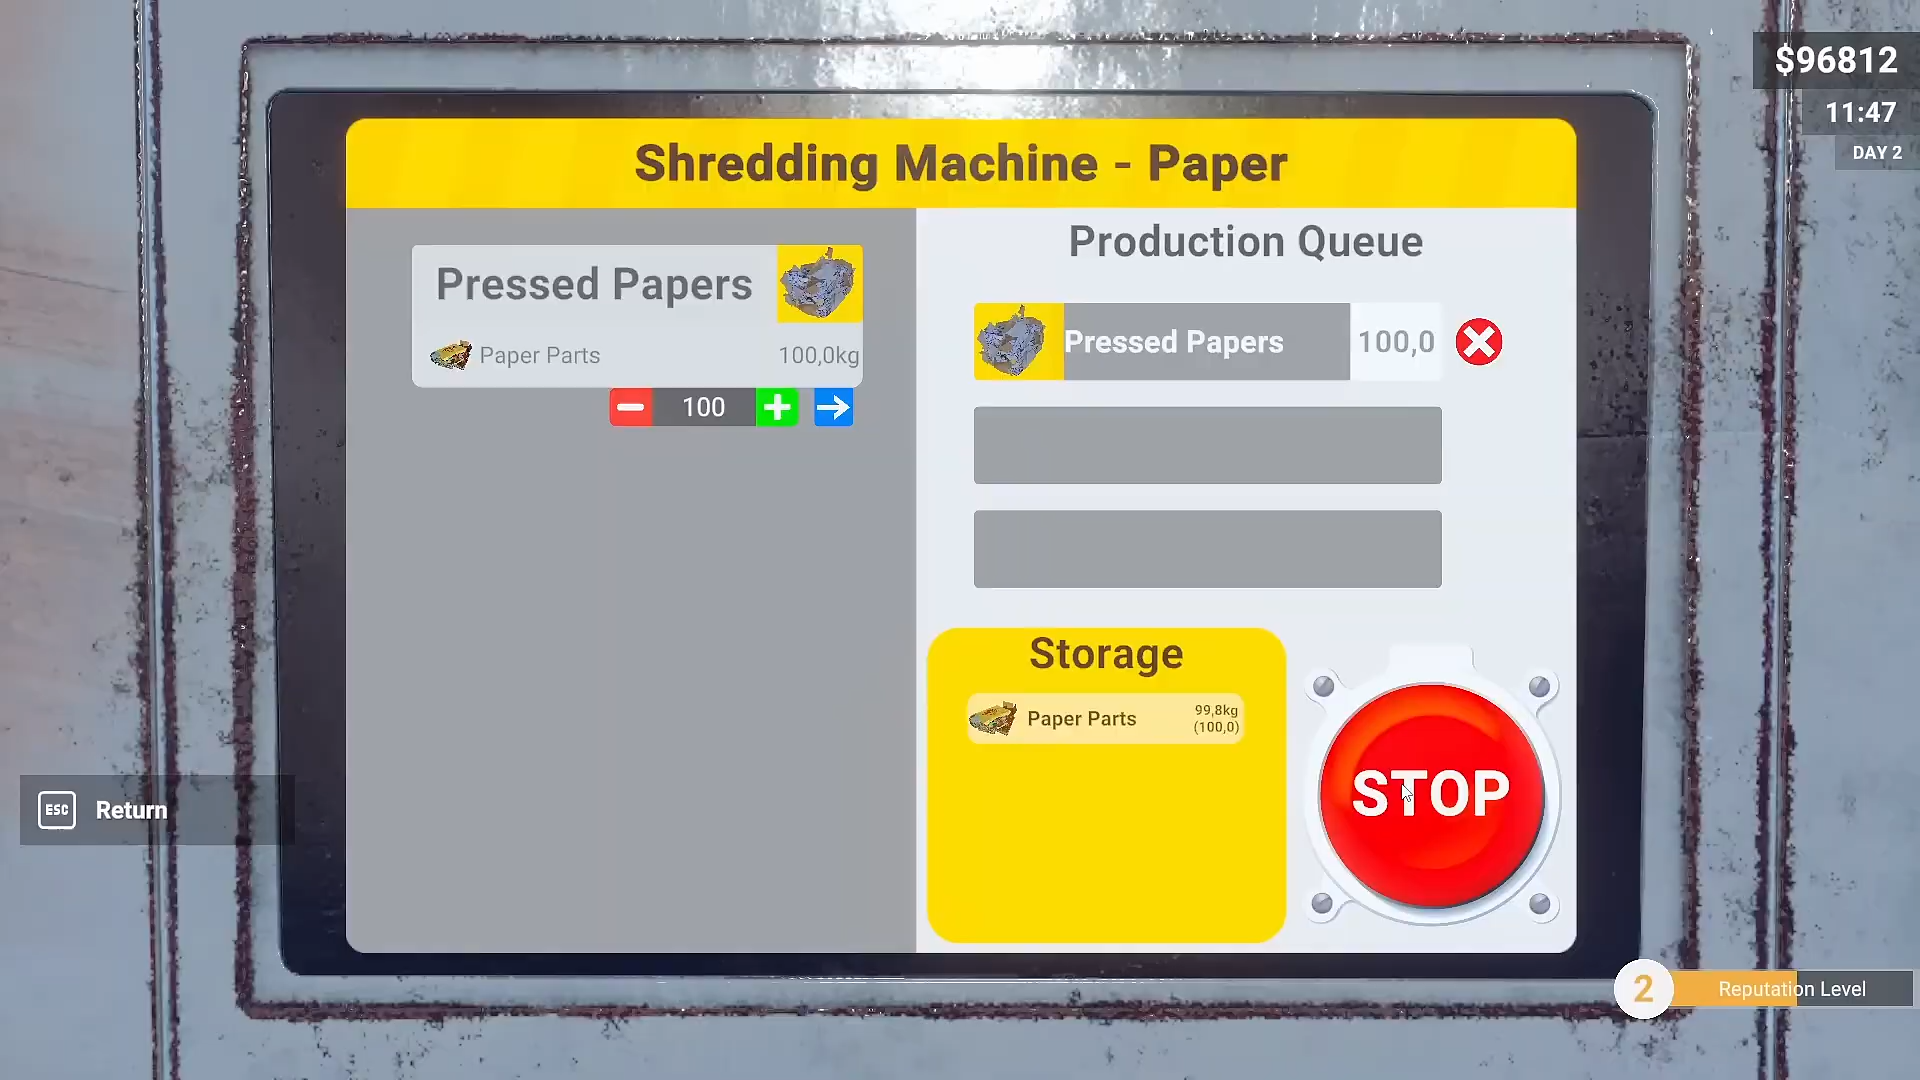 $96812
11:47
DAY 2
Shredding Machine - Paper
Pressed Papers
Paper Parts 100,0kg
100
Production Queue
Pressed Papers 100,0
Storage
Paper Parts 99,8kg
(100,0)
STOP
ESC Return
2 Reputation Level